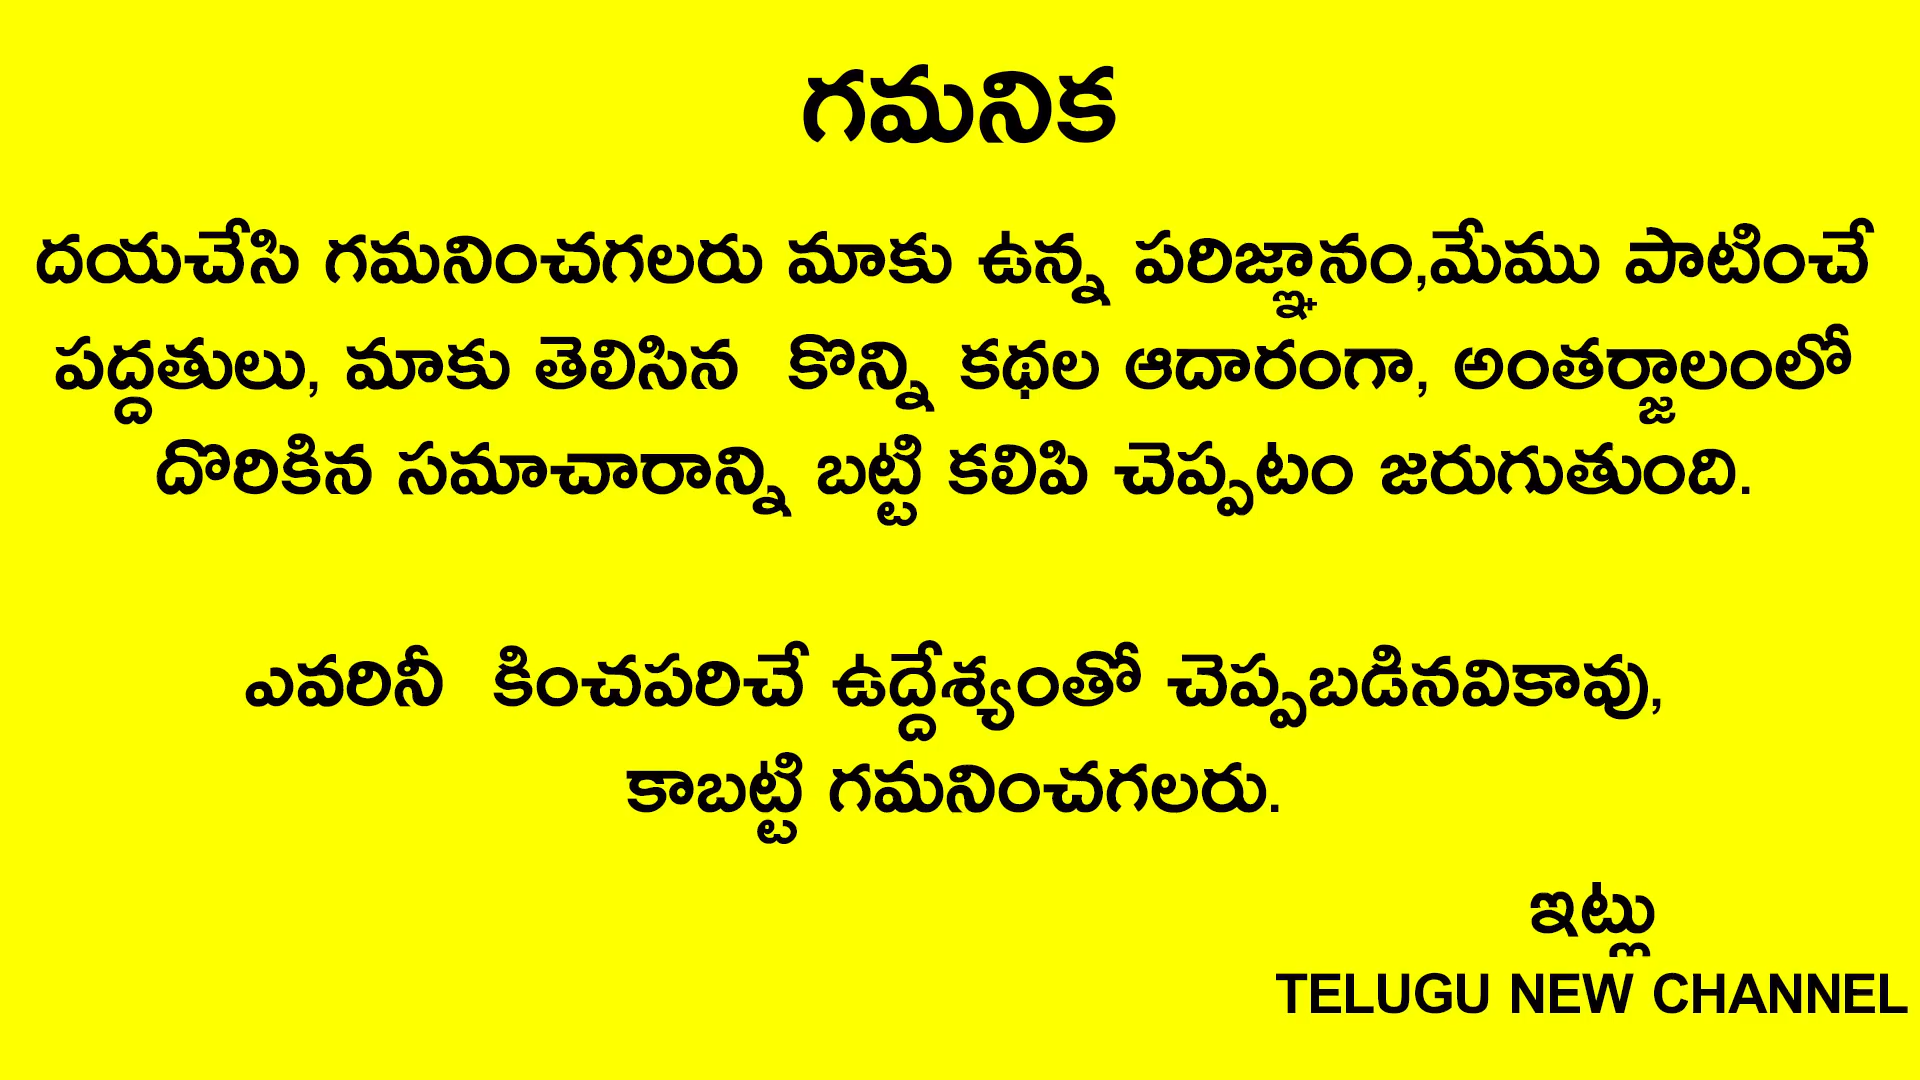 గమనిక
దయచేసి గమనించగలరు మాకు ఉన్న పరిజ్ఞానం,మేము పాటించే
పద్దతులు, మాకు తెలిసిన కొన్ని కథల ఆదారంగా, అంతర్జాలంలో
దొరికిన సమాచారాన్ని బట్టి కలిపి చెప్పటం జరుగుతుంది.
ఎవరినీ కించపరిచే ఉద్దేశ్యంతో చెప్పబడినవికావు,
కాబట్టి గమనించగలరు.
ఇట్లు
TELUGU NEW CHANNEL